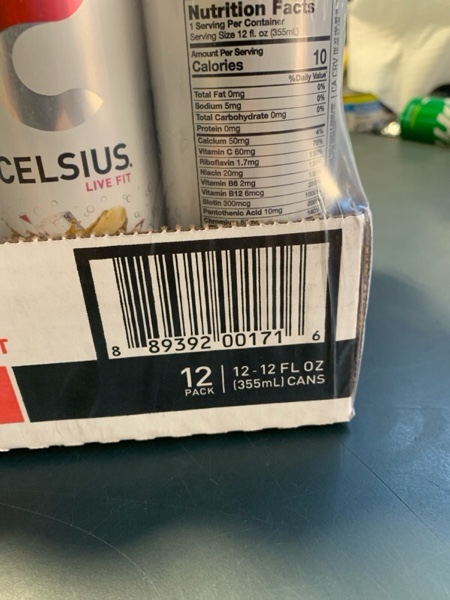 CELSIUS.
LIVE FIT
Nutrition Facts
1 Serving Per Container
Serving Size 12 fl. oz (355mL)
Amount Per Serving
Calories 10
% Daily Value
Total Fat 0mg 0%
Sodium 5mg 0%
Total Carbohydrate 0mg 0%
Protein 0mg
Calcium 50mg 4%
Vitamin C 60mg
Riboflavin 1.7mg
Niacin 20mg
Vitamin B6 2mg
Vitamin B12 6mcg
Biotin 300mcg
Pantothenic Acid 10mg
8 89392 00171 6
12
PACK
12-12 FL OZ
(355mL) CANS